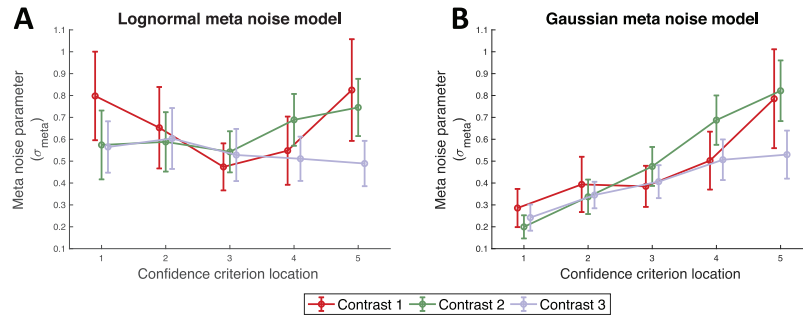 A
Lognormal meta noise model
1.1
1
0.9
0.8
0.7
0.6
0.5
0.4
0.3
0.2
0.1
Meta noise parameter
(σ meta)
1 2 3 4 5
Confidence criterion location
B
Gaussian meta noise model
1.1
1
0.9
0.8
0.7
0.6
0.5
0.4
0.3
0.2
0.1
Meta noise parameter
(σ meta)
1 2 3 4 5
Confidence criterion location
Contrast 1 Contrast 2 Contrast 3